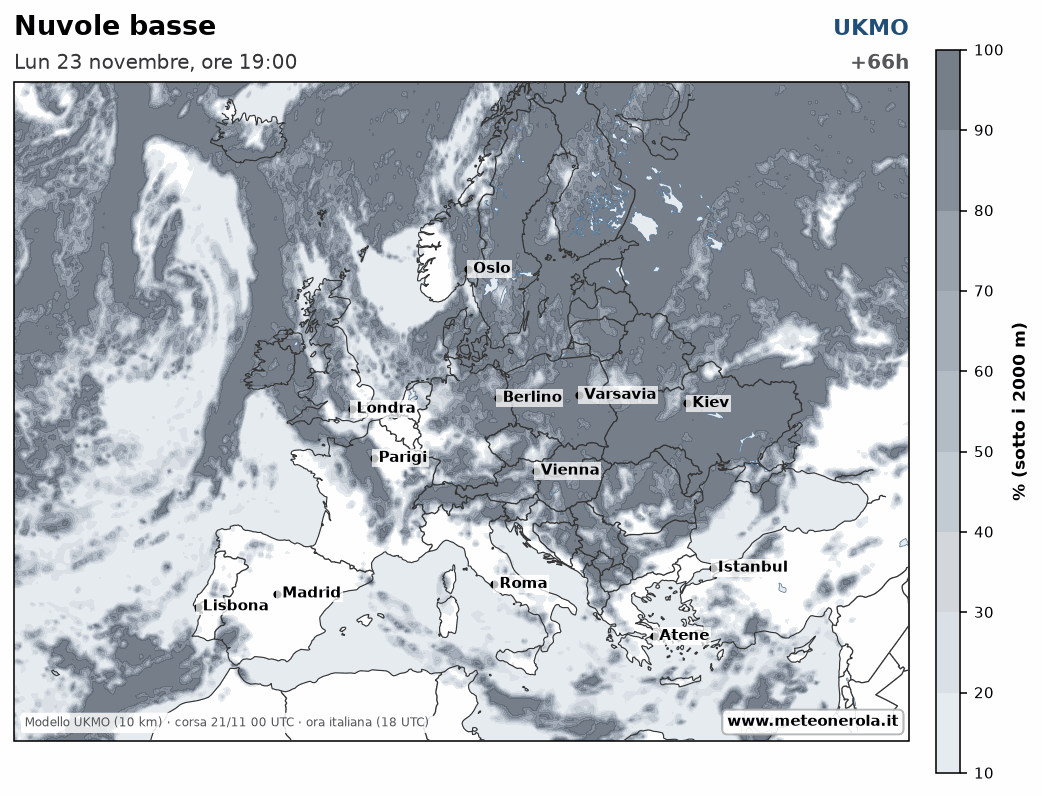 Nuvole basse
UKMO
Lun 23 novembre, ore 19:00
+66h
100
90
80
70
60
50
40
30
20
10
% (sotto i 2000 m)
Oslo
Londra
Berlino
Varsavia
Kiev
Parigi
Vienna
Roma
Istanbul
Madrid
Lisbona
Atene
Modello UKMO (10 km) · corsa 21/11 00 UTC · ora italiana (18 UTC)
www.meteonerola.it